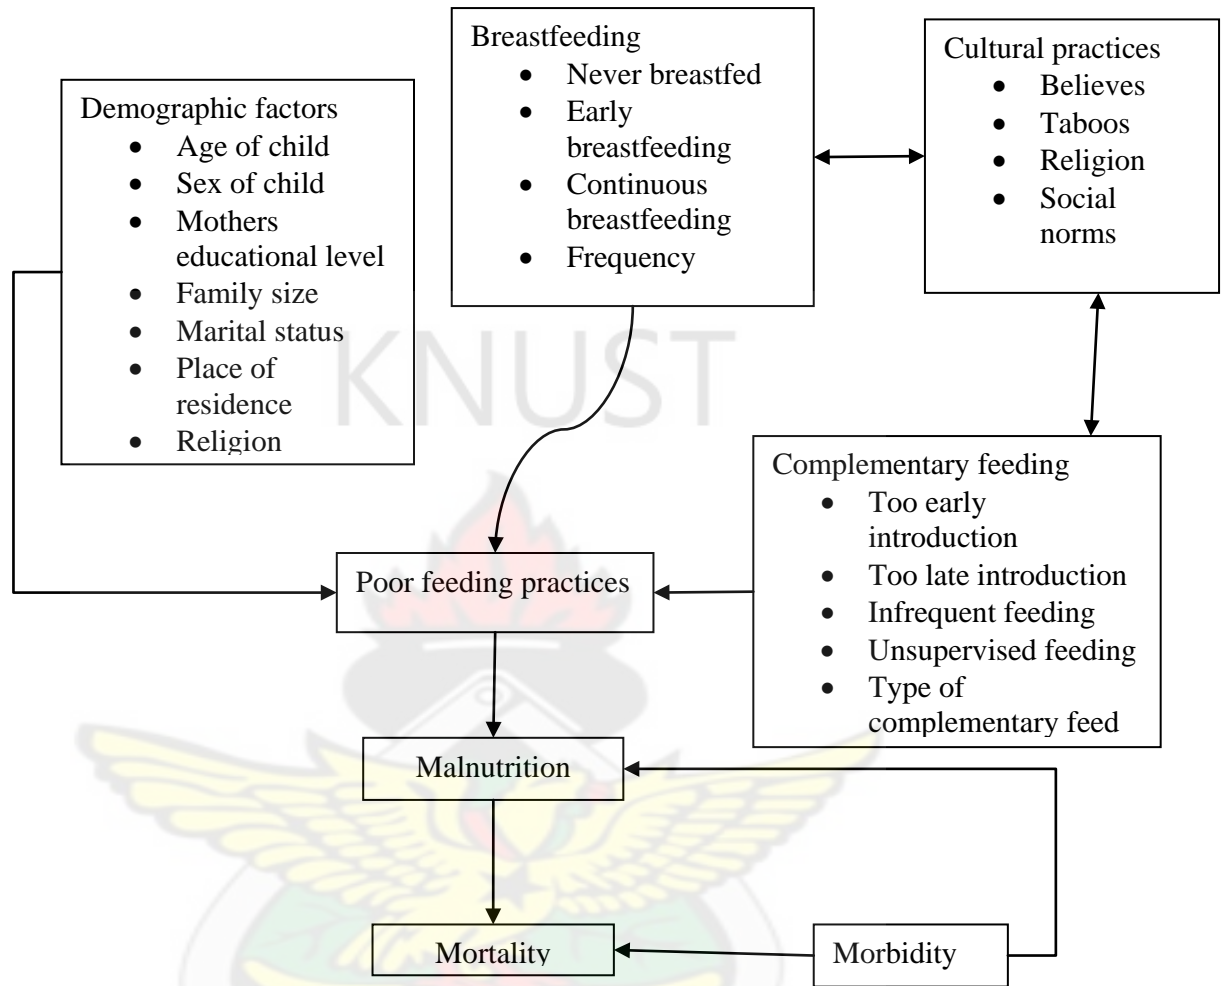 Demographic factors
• Age of child
• Sex of child
• Mothers
educational level
• Family size
• Marital status
• Place of
residence
• Religion
Breastfeeding
• Never breastfed
• Early
breastfeeding
• Continuous
breastfeeding
• Frequency
Cultural practices
• Believes
• Taboos
• Religion
• Social
norms
KNUST
Complementary feeding
• Too early
introduction
• Too late introduction
• Infrequent feeding
• Unsupervised feeding
• Type of
complementary feed
Poor feeding practices
Malnutrition
Mortality
Morbidity